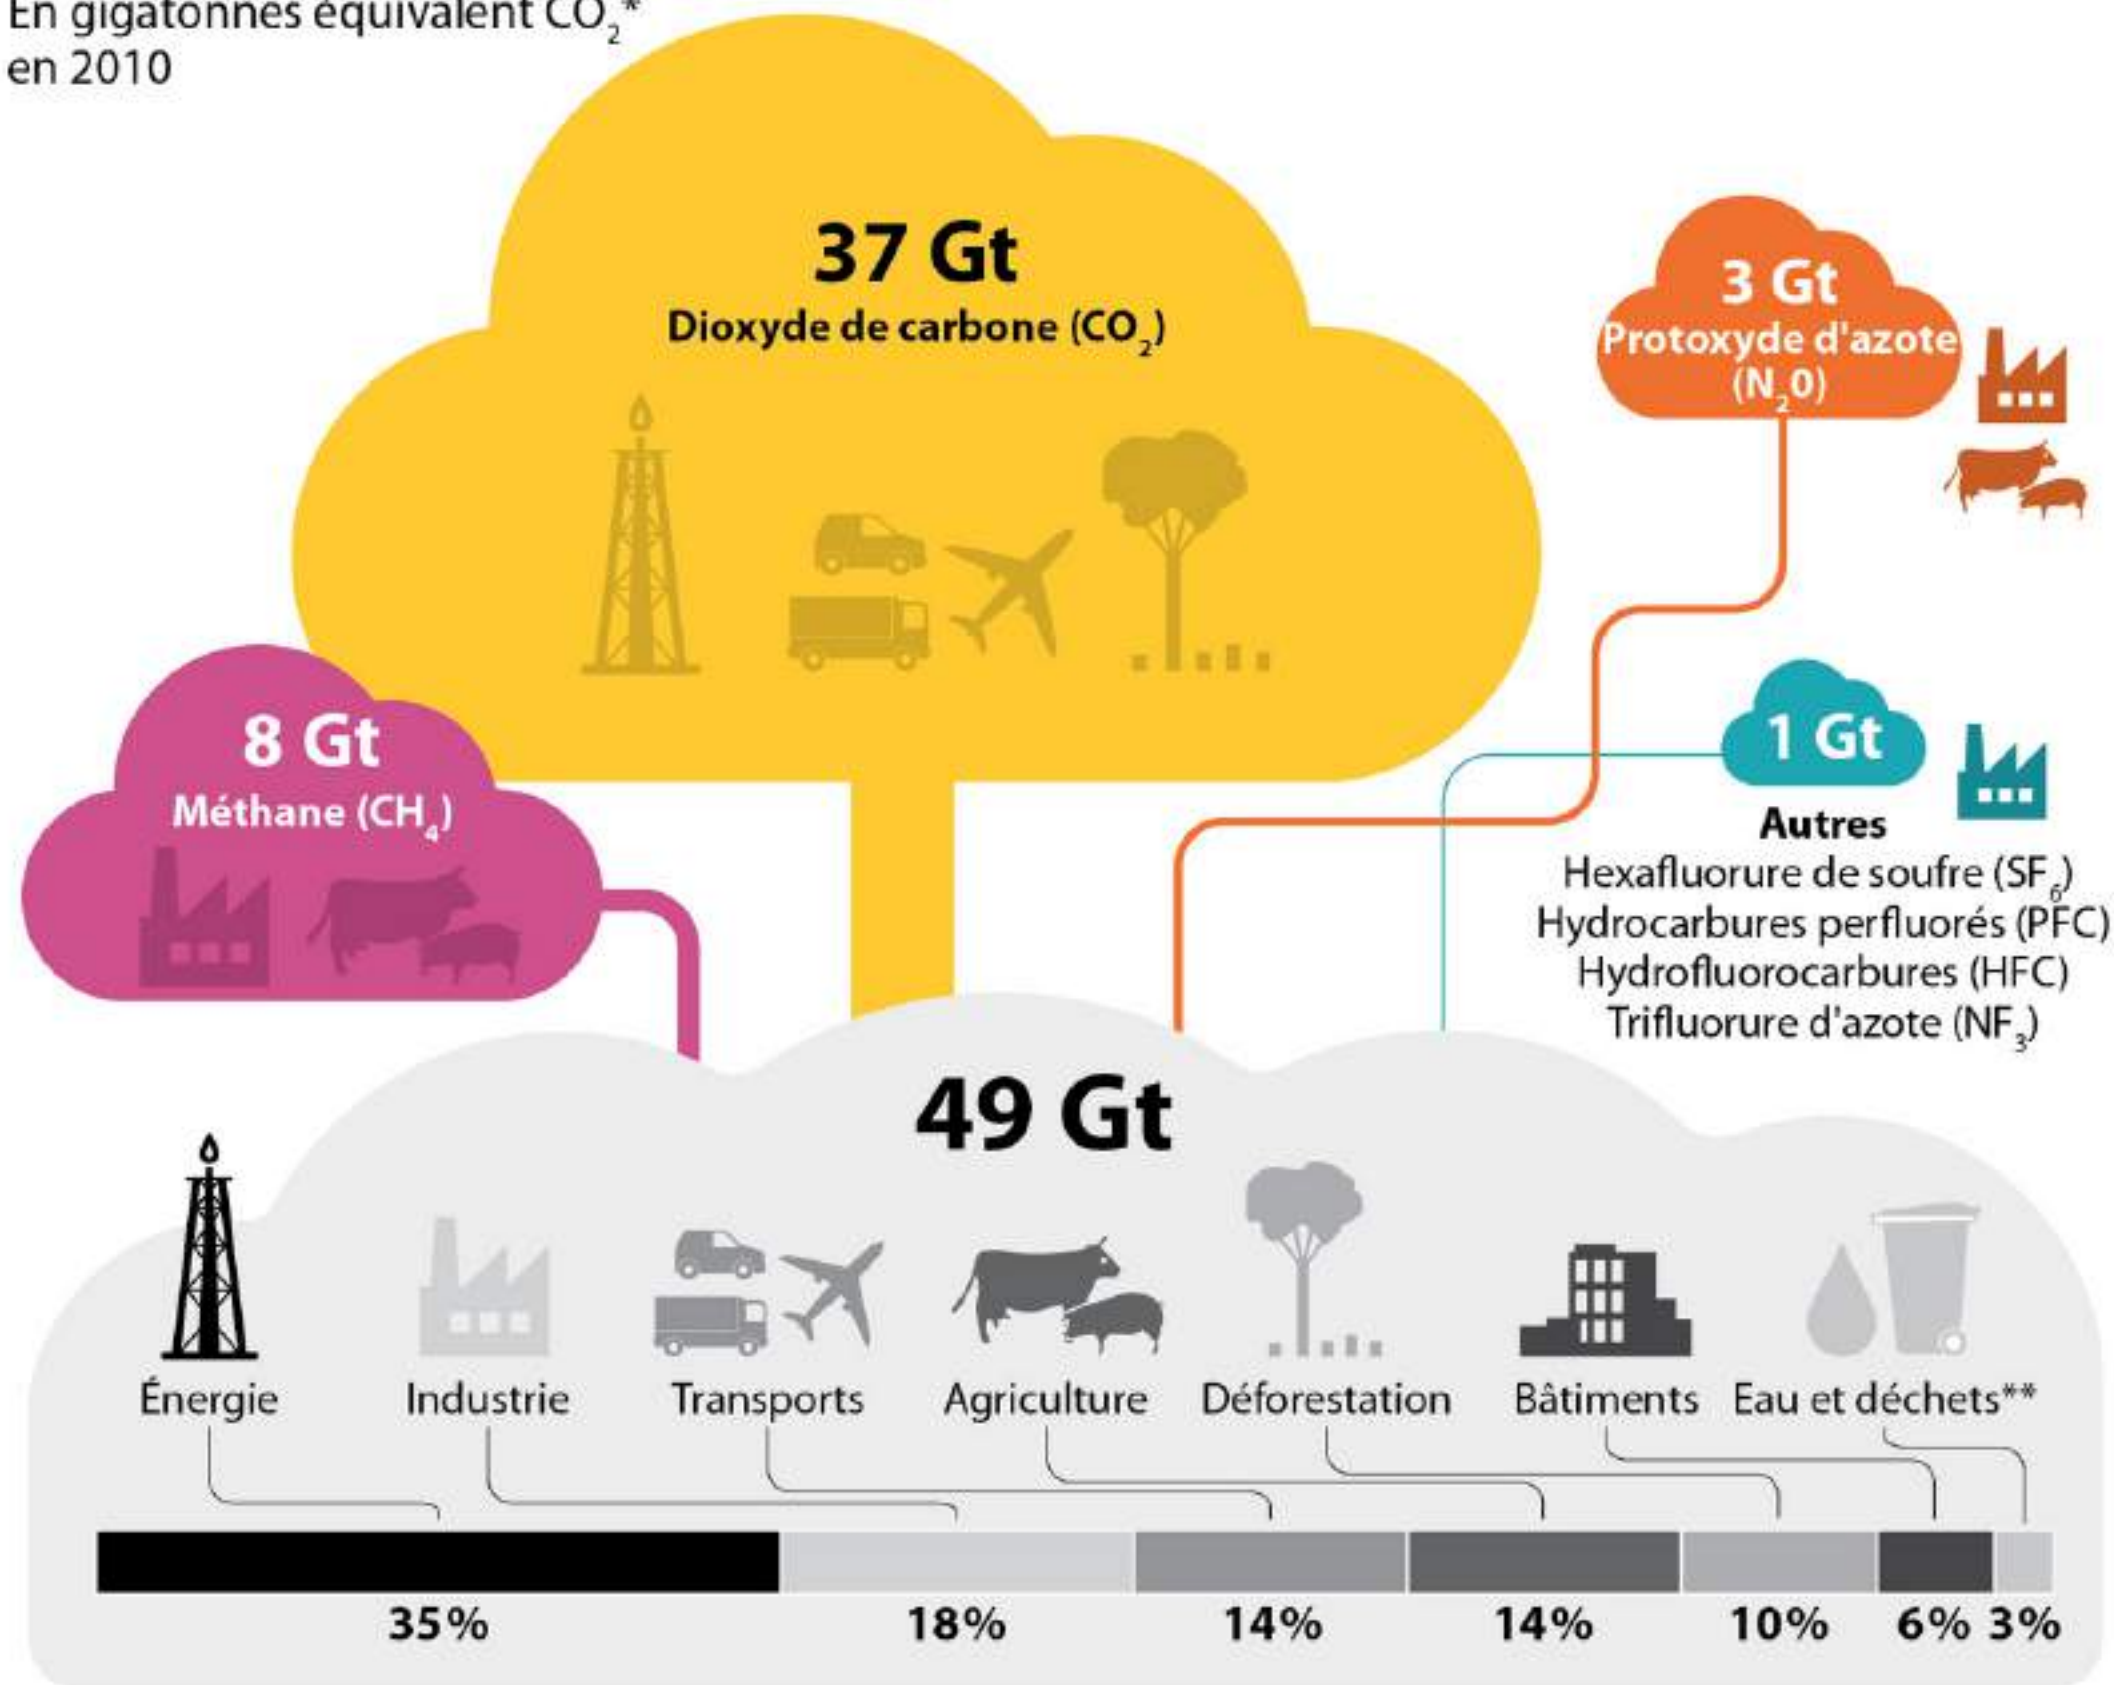 En gigatonnes équivalent CO₂*
en 2010
37 Gt
Dioxyde de carbone (CO₂)
3 Gt
Protoxyde d'azote
(N₂0)
8 Gt
Méthane (CH₄)
1 Gt
Autres
Hexafluorure de soufre (SF₆)
Hydrocarbures perfluorés (PFC)
Hydrofluorocarbures (HFC)
Trifluorure d'azote (NF₃)
49 Gt
Énergie Industrie Transports Agriculture Déforestation Bâtiments Eau et déchets**
35% 18% 14% 14% 10% 6% 3%